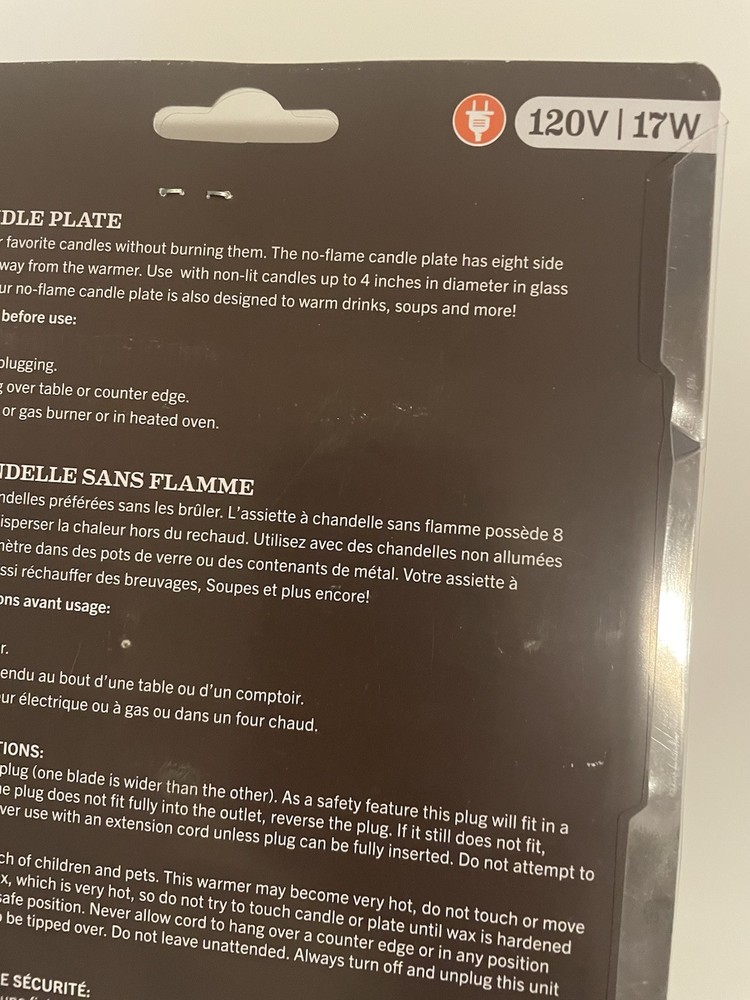 120V | 17W
DLE PLATE
r favorite candles without burning them. The no-flame candle plate has eight side
way from the warmer. Use with non-lit candles up to 4 inches in diameter in glass
ur no-flame candle plate is also designed to warm drinks, soups and more!
before use:
plugging.
g over table or counter edge.
or gas burner or in heated oven.
NDELLE SANS FLAMME
ndelles préférées sans les brûler. L'assiette à chandelle sans flamme possède 8
isperser la chaleur hors du rechaud. Utilisez avec des chandelles non allumées
mètre dans des pots de verre ou des contenants de métal. Votre assiette à
ssi réchauffer des breuvages, Soupes et plus encore!
ons avant usage:
r.
endu au bout d'une table ou d'un comptoir.
ur électrique ou à gas ou dans un four chaud.
TIONS:
plug (one blade is wider than the other). As a safety feature this plug will fit in a
e plug does not fit fully into the outlet, reverse the plug. If it still does not fit,
ver use with an extension cord unless plug can be fully inserted. Do not attempt to
ch of children and pets. This warmer may become very hot, do not touch or move
x, which is very hot, so do not try to touch candle or plate until wax is hardened
safe position. Never allow cord to hang over a counter edge or in any position
o be tipped over. Do not leave unattended. Always turn off and unplug this unit
E SÉCURITÉ: